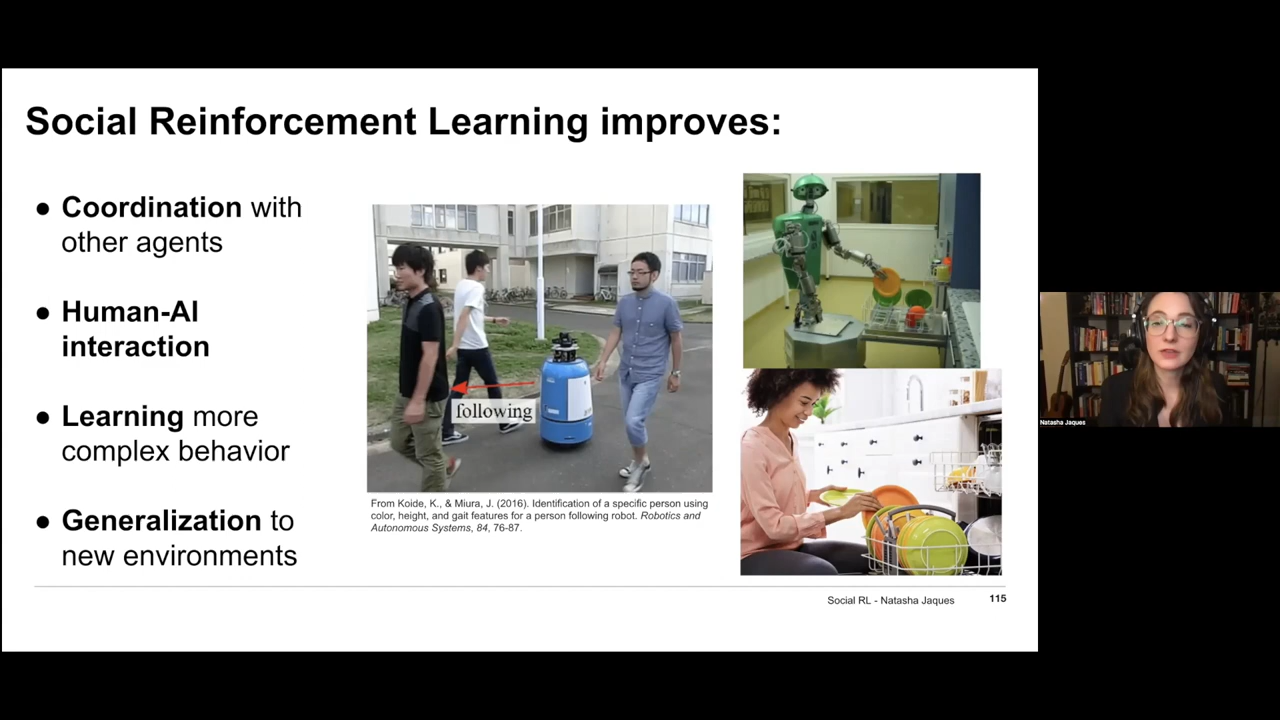 Social Reinforcement Learning improves:
● Coordination with
other agents
● Human-AI
interaction
● Learning more
complex behavior
● Generalization to
new environments
following
From Koide, K., & Miura, J. (2016). Identification of a specific person using
color, height, and gait features for a person following robot. Robotics and
Autonomous Systems, 84, 76-87.
Social RL - Natasha Jaques
115
Natasha Jaques